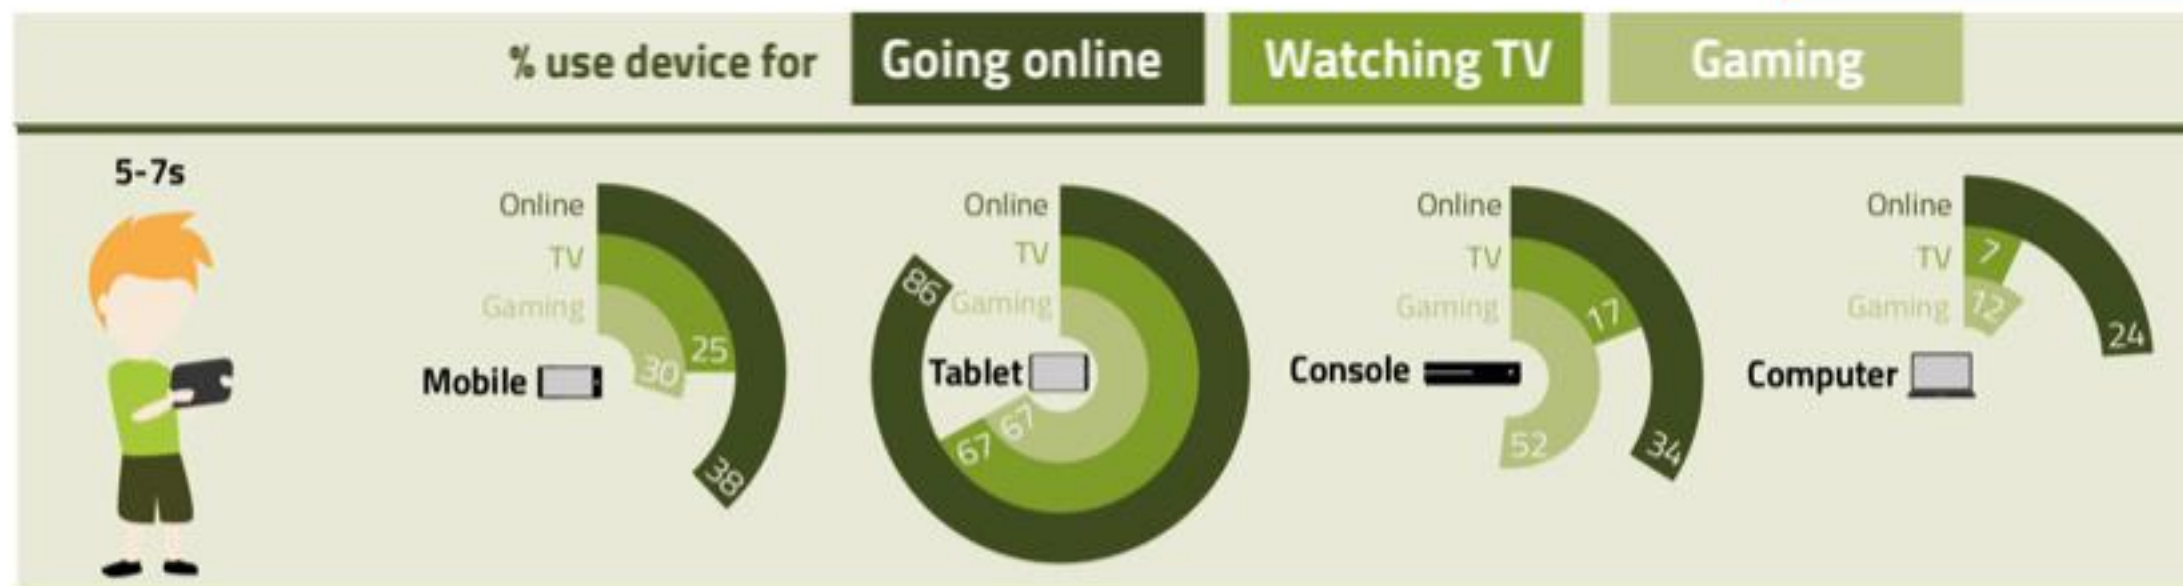 % use device for Going online Watching TV Gaming
5-7s
Online
TV
Gaming
Mobile
38
25
30
Online
TV
Gaming
Tablet
86
67
67
Online
TV
Gaming
Console
34
17
52
Online
TV
Gaming
Computer
24
7
12